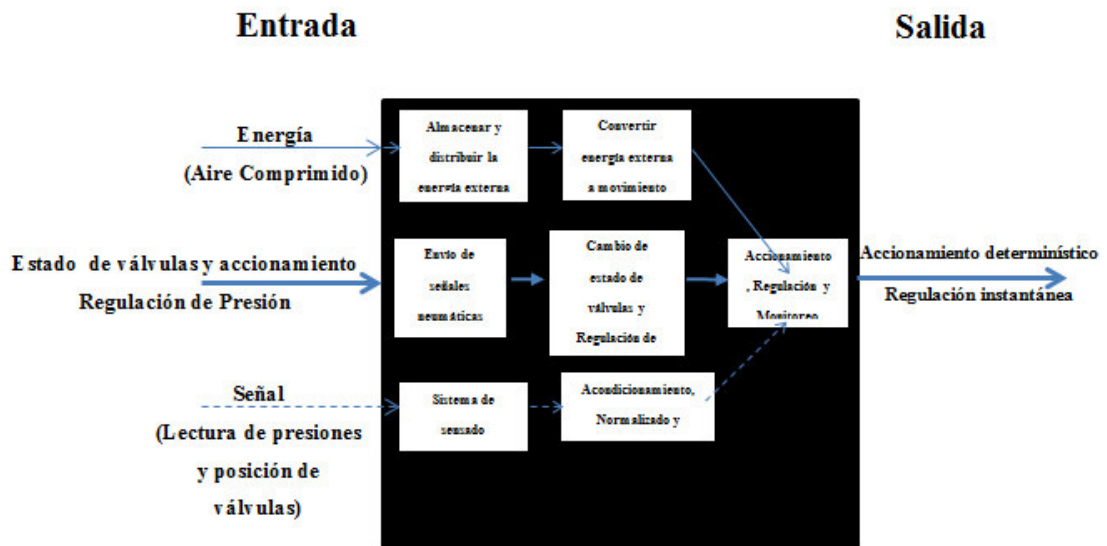 Entrada
Salida
Energía
(Aire Comprimido)
Almacenar y
distribuir la
energía externa
Convertir
energía externa
a movimiento
Estado de válvulas y accionamiento
Regulación de Presión
Envío de
señales
neumáticas
Cambio de
estado de
válvulas y
Regulación de
Accionamiento
, Regulación y
Monitoreo
Accionamiento determinístico
Regulación instantánea
Señal
(Lectura de presiones
y posición de
válvulas)
Sistema de
sensado
Acondicionamiento,
Normalizado y